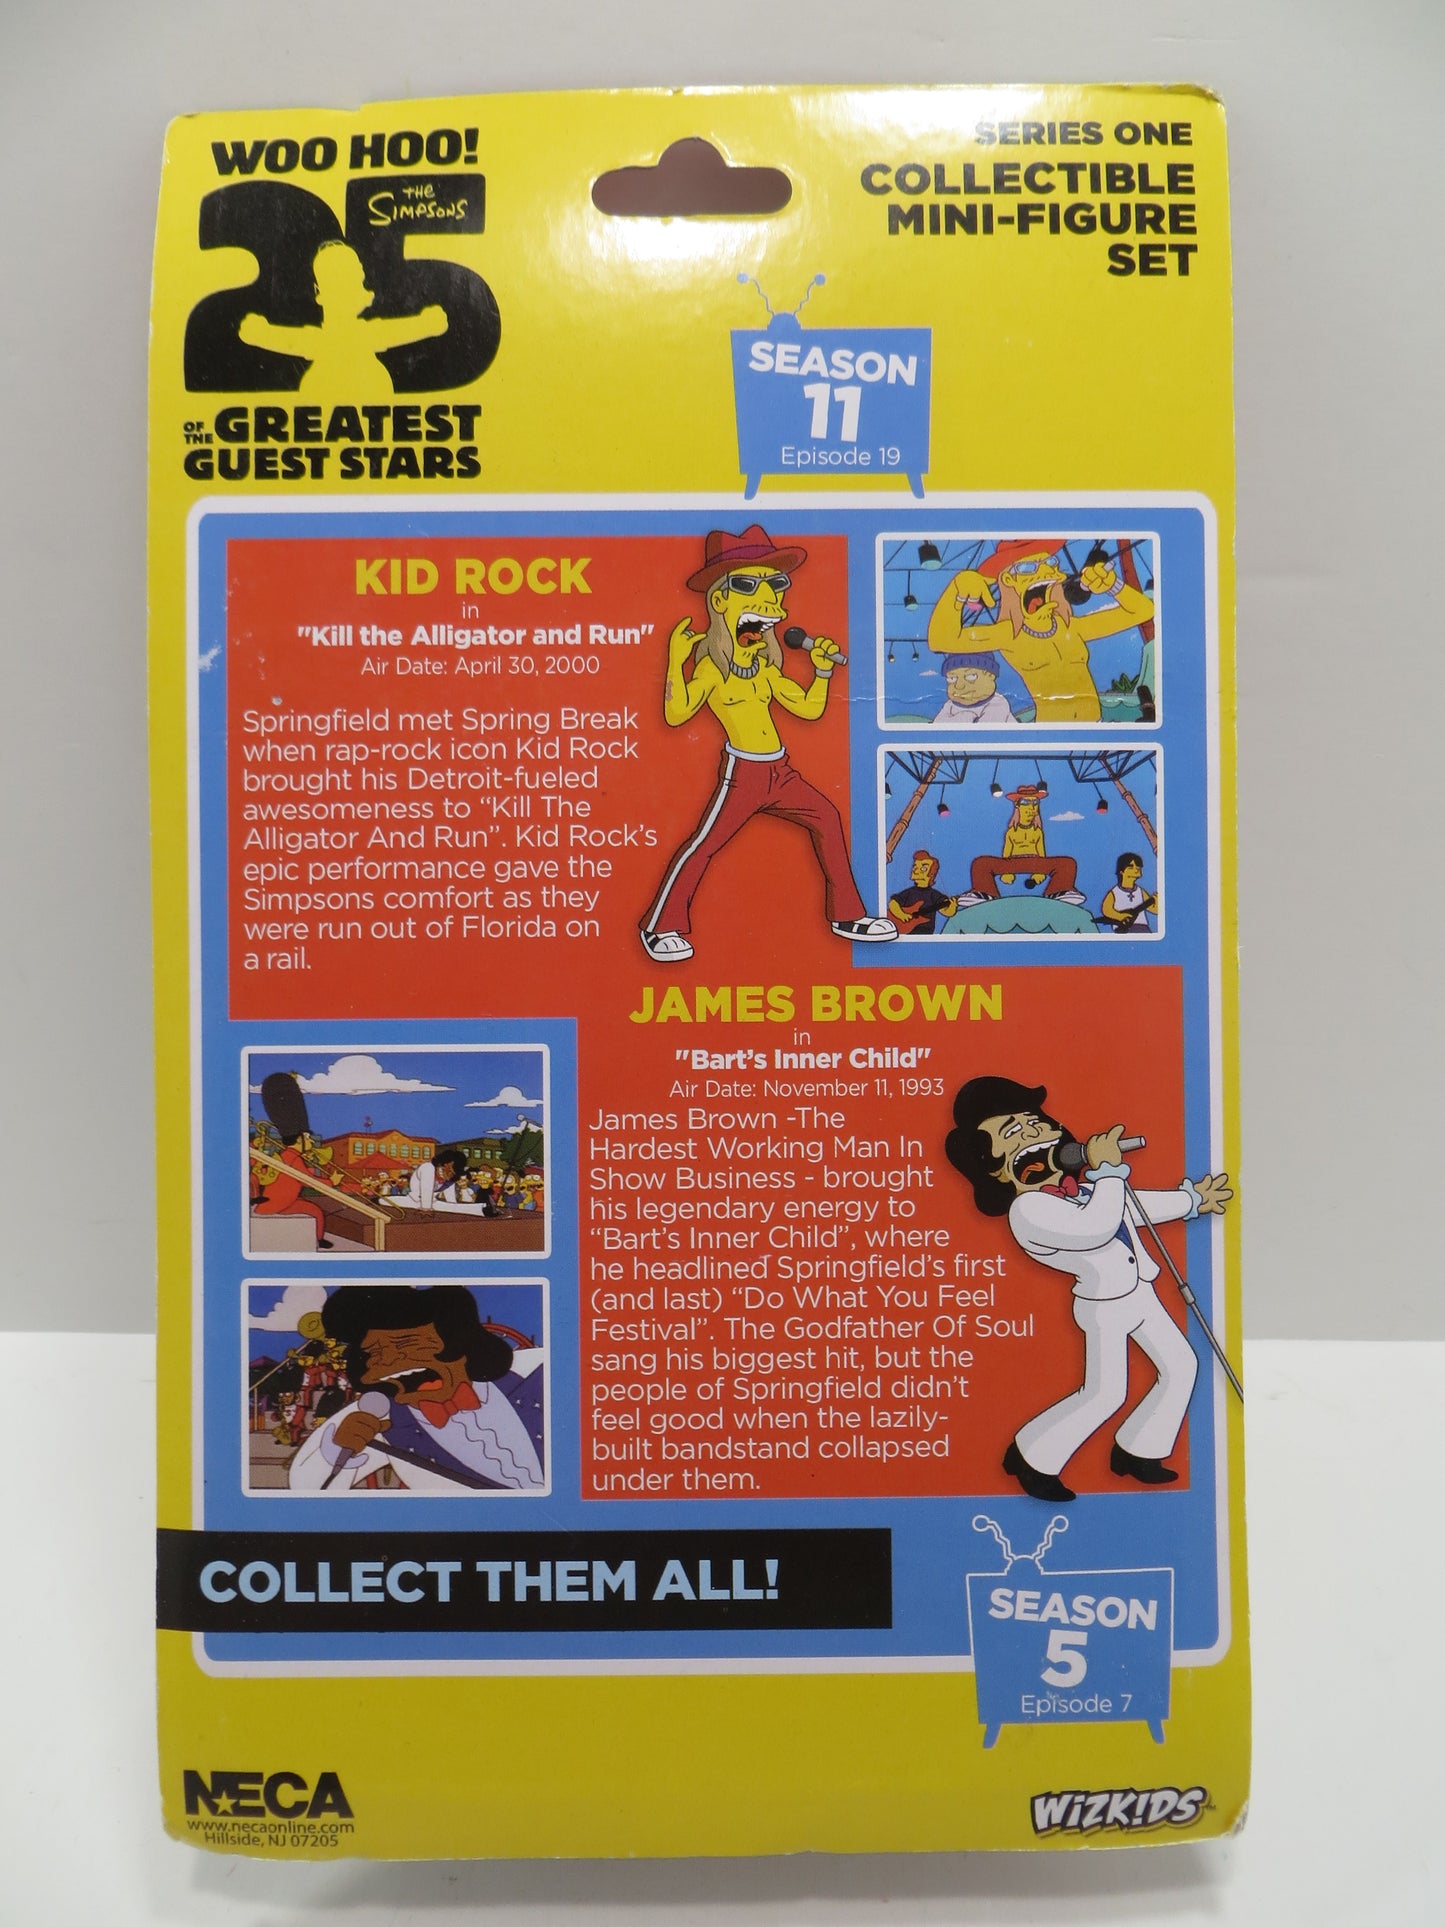 WOO HOO!
THE
SIMPSONS
25
OF THE GREATEST
GUEST STARS
SERIES ONE
COLLECTIBLE
MINI-FIGURE
SET
SEASON
11
Episode 19
KID ROCK
in
"Kill the Alligator and Run"
Air Date: April 30, 2000
Springfield met Spring Break
when rap-rock icon Kid Rock
brought his Detroit-fueled
awesomeness to “Kill The
Alligator And Run”. Kid Rock's
epic performance gave the
Simpsons comfort as they
were run out of Florida on
a rail.
JAMES BROWN
in
"Bart's Inner Child"
Air Date: November 11, 1993
James Brown -The
Hardest Working Man In
Show Business - brought
his legendary energy to
“Bart's Inner Child”, where
he headlined Springfield's first
(and last) “Do What You Feel
Festival”. The Godfather Of Soul
sang his biggest hit, but the
people of Springfield didn't
feel good when the lazily-
built bandstand collapsed
under them.
COLLECT THEM ALL!
SEASON
5
Episode 7
NECA
www.necaonline.com
Hillside, NJ 07205
WIZK!DS